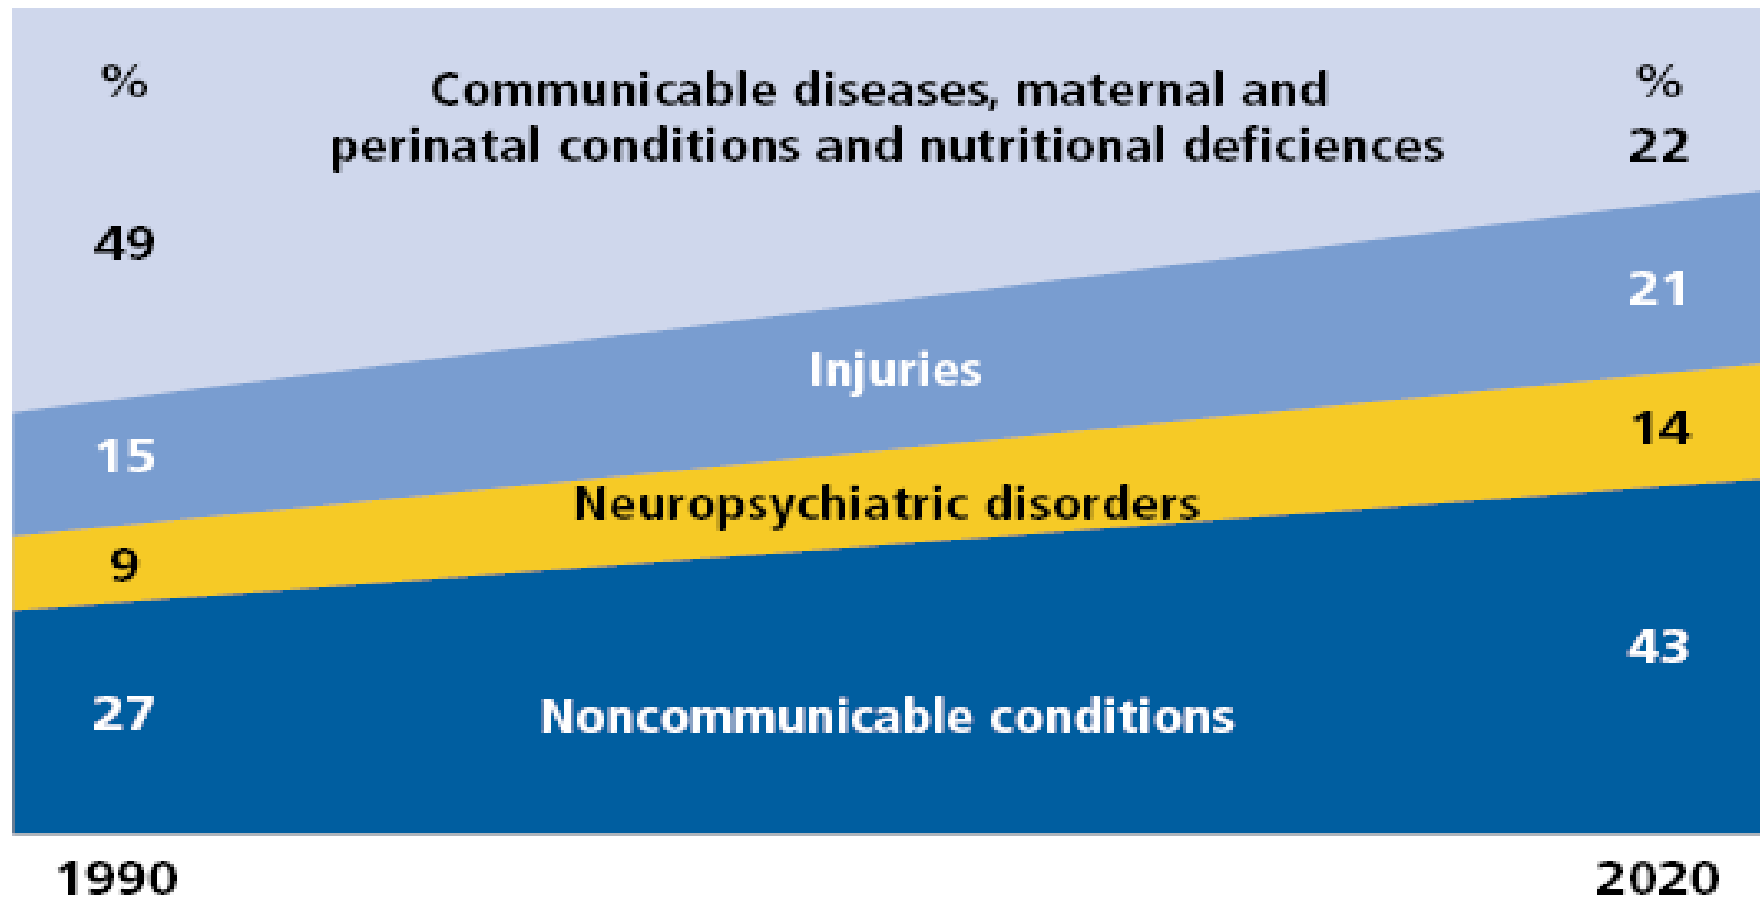 %
Communicable diseases, maternal and
%
perinatal conditions and nutritional deficiences
22
49
21
Injuries
15
14
Neuropsychiatric disorders
9
43
27
Noncommunicable conditions
1990
2020